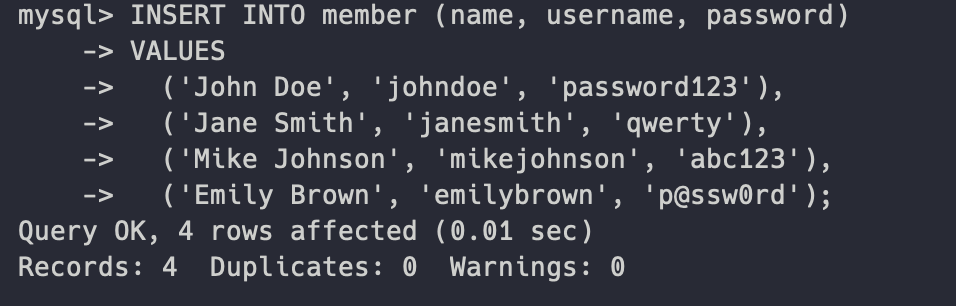 mysql> INSERT INTO member (name, username, password)
    -> VALUES
    ->   ('John Doe', 'johndoe', 'password123'),
    ->   ('Jane Smith', 'janesmith', 'qwerty'),
    ->   ('Mike Johnson', 'mikejohnson', 'abc123'),
    ->   ('Emily Brown', 'emilybrown', 'p@ssw0rd');
Query OK, 4 rows affected (0.01 sec)
Records: 4  Duplicates: 0  Warnings: 0